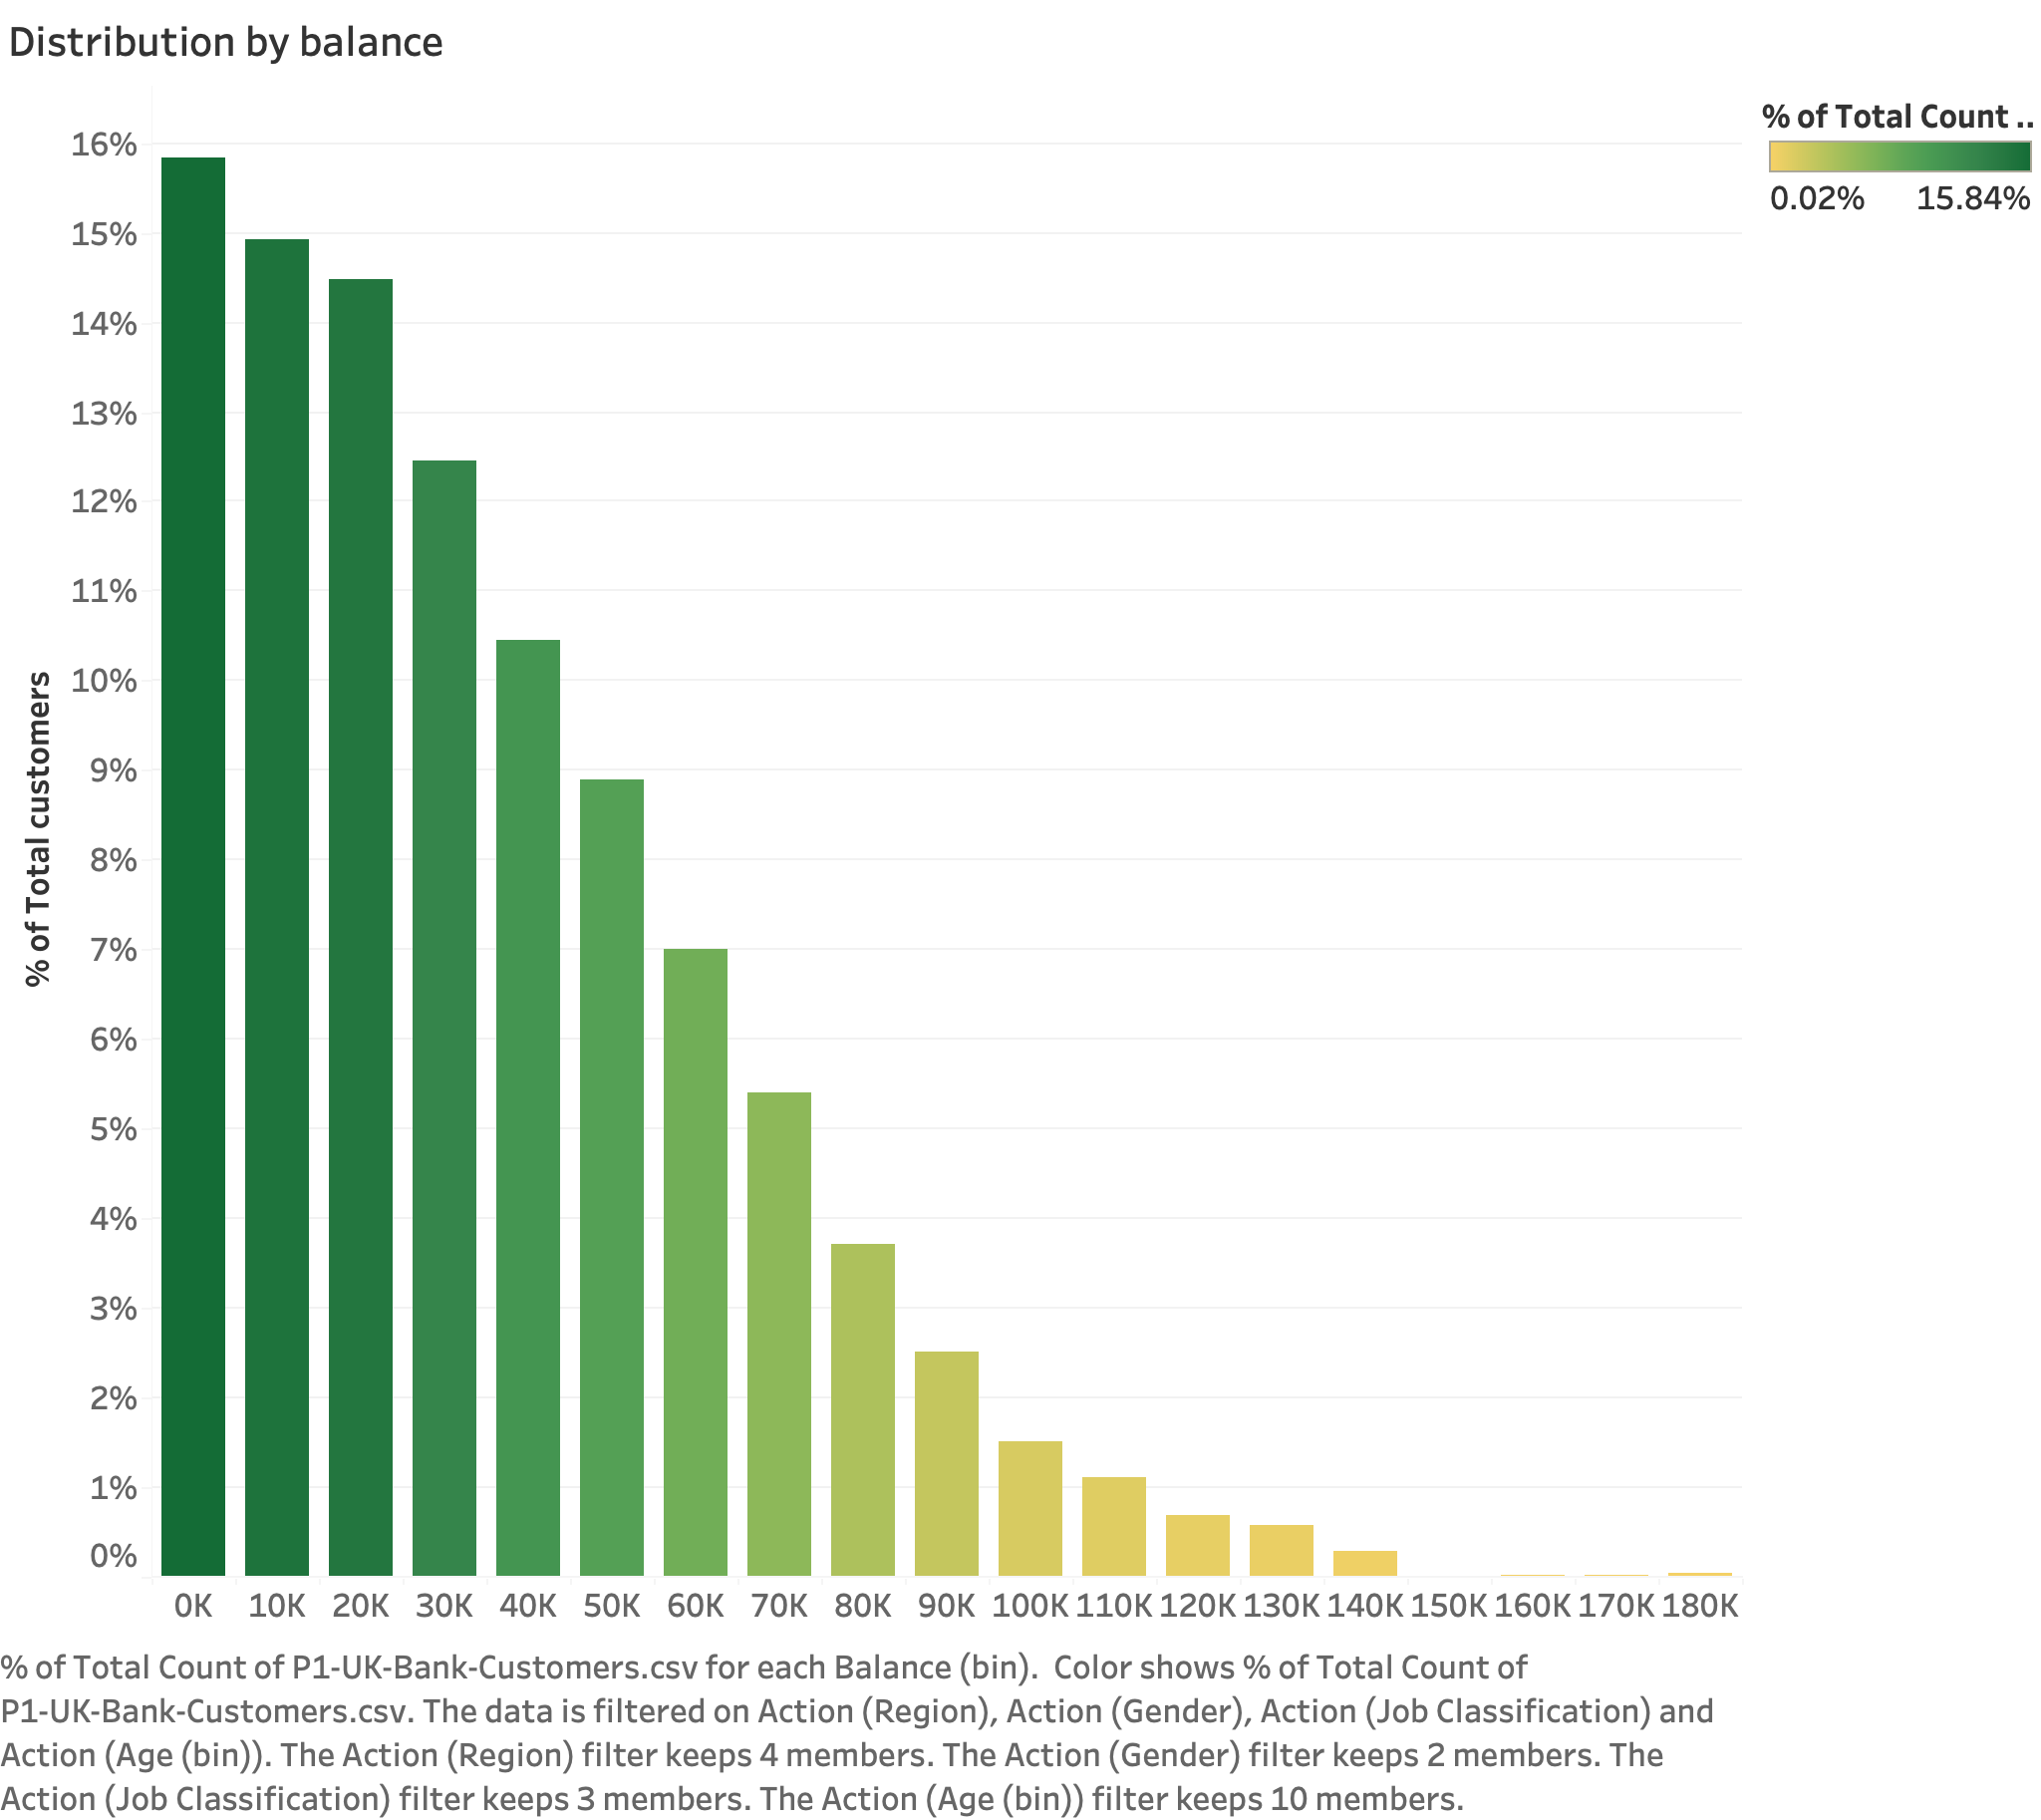 Distribution by balance
% of Total Count ..
0.02% 15.84%
16%
15%
14%
13%
12%
11%
10%
9%
8%
7%
6%
5%
4%
3%
2%
1%
0%
% of Total customers
0K 10K 20K 30K 40K 50K 60K 70K 80K 90K 100K 110K 120K 130K 140K 150K 160K 170K 180K
% of Total Count of P1-UK-Bank-Customers.csv for each Balance (bin).  Color shows % of Total Count of
P1-UK-Bank-Customers.csv. The data is filtered on Action (Region), Action (Gender), Action (Job Classification) and
Action (Age (bin)). The Action (Region) filter keeps 4 members. The Action (Gender) filter keeps 2 members. The
Action (Job Classification) filter keeps 3 members. The Action (Age (bin)) filter keeps 10 members.